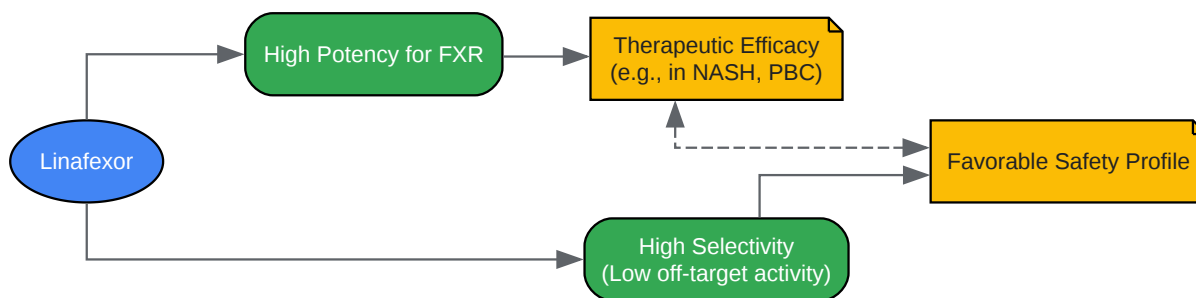 High Potency for FXR
Therapeutic Efficacy
(e.g., in NASH, PBC)
Linafexor
Favorable Safety Profile
High Selectivity
(Low off-target activity)